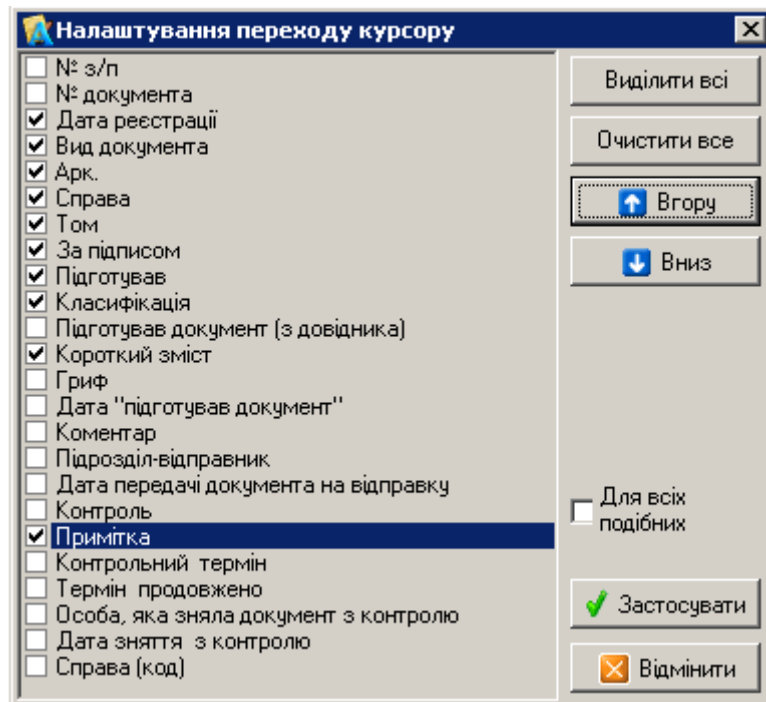 Налаштування переходу курсору
№ з/п
№ документа
Дата реєстрації
Вид документа
Арк.
Справа
Том
За підписом
Підготував
Класифікація
Підготував документ (з довідника)
Короткий зміст
Гриф
Дата "підготував документ"
Коментар
Підрозділ-відправник
Дата передачі документа на відправку
Контроль
Примітка
Контрольний термін
Термін продовжено
Особа, яка зняла документ з контролю
Дата зняття з контролю
Справа (код)
Виділити всі
Очистити все
Вгору
Вниз
Для всіх
подібних
Застосувати
Відмінити